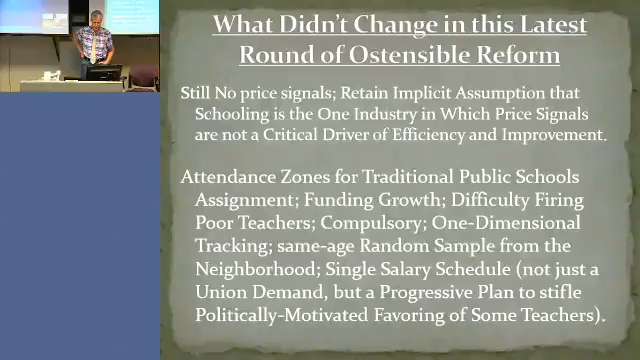 What Didn't Change in this Latest
Round of Ostensible Reform
Still No price signals; Retain Implicit Assumption that
Schooling is the One Industry in Which Price Signals
are not a Critical Driver of Efficiency and Improvement.
Attendance Zones for Traditional Public Schools
Assignment; Funding Growth; Difficulty Firing
Poor Teachers; Compulsory; One-Dimensional
Tracking; same-age Random Sample from the
Neighborhood; Single Salary Schedule (not just a
Union Demand, but a Progressive Plan to stifle
Politically-Motivated Favoring of Some Teachers).